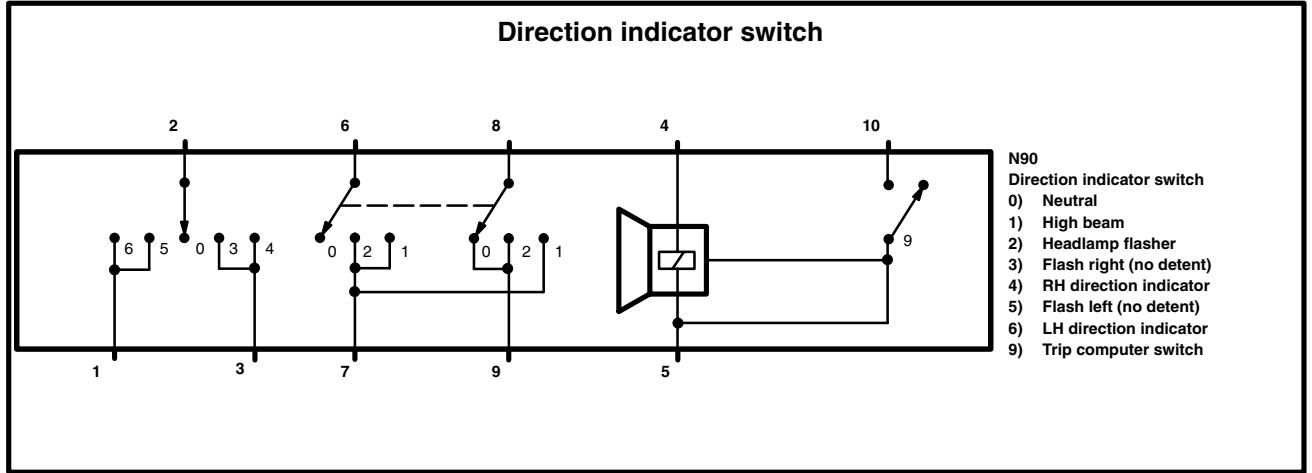 Direction indicator switch
2 6 8 4 10
6 5 0 3 4 0 2 1 0 2 1 9
1 3 7 9 5
N90
Direction indicator switch
0) Neutral
1) High beam
2) Headlamp flasher
3) Flash right (no detent)
4) RH direction indicator
5) Flash left (no detent)
6) LH direction indicator
9) Trip computer switch